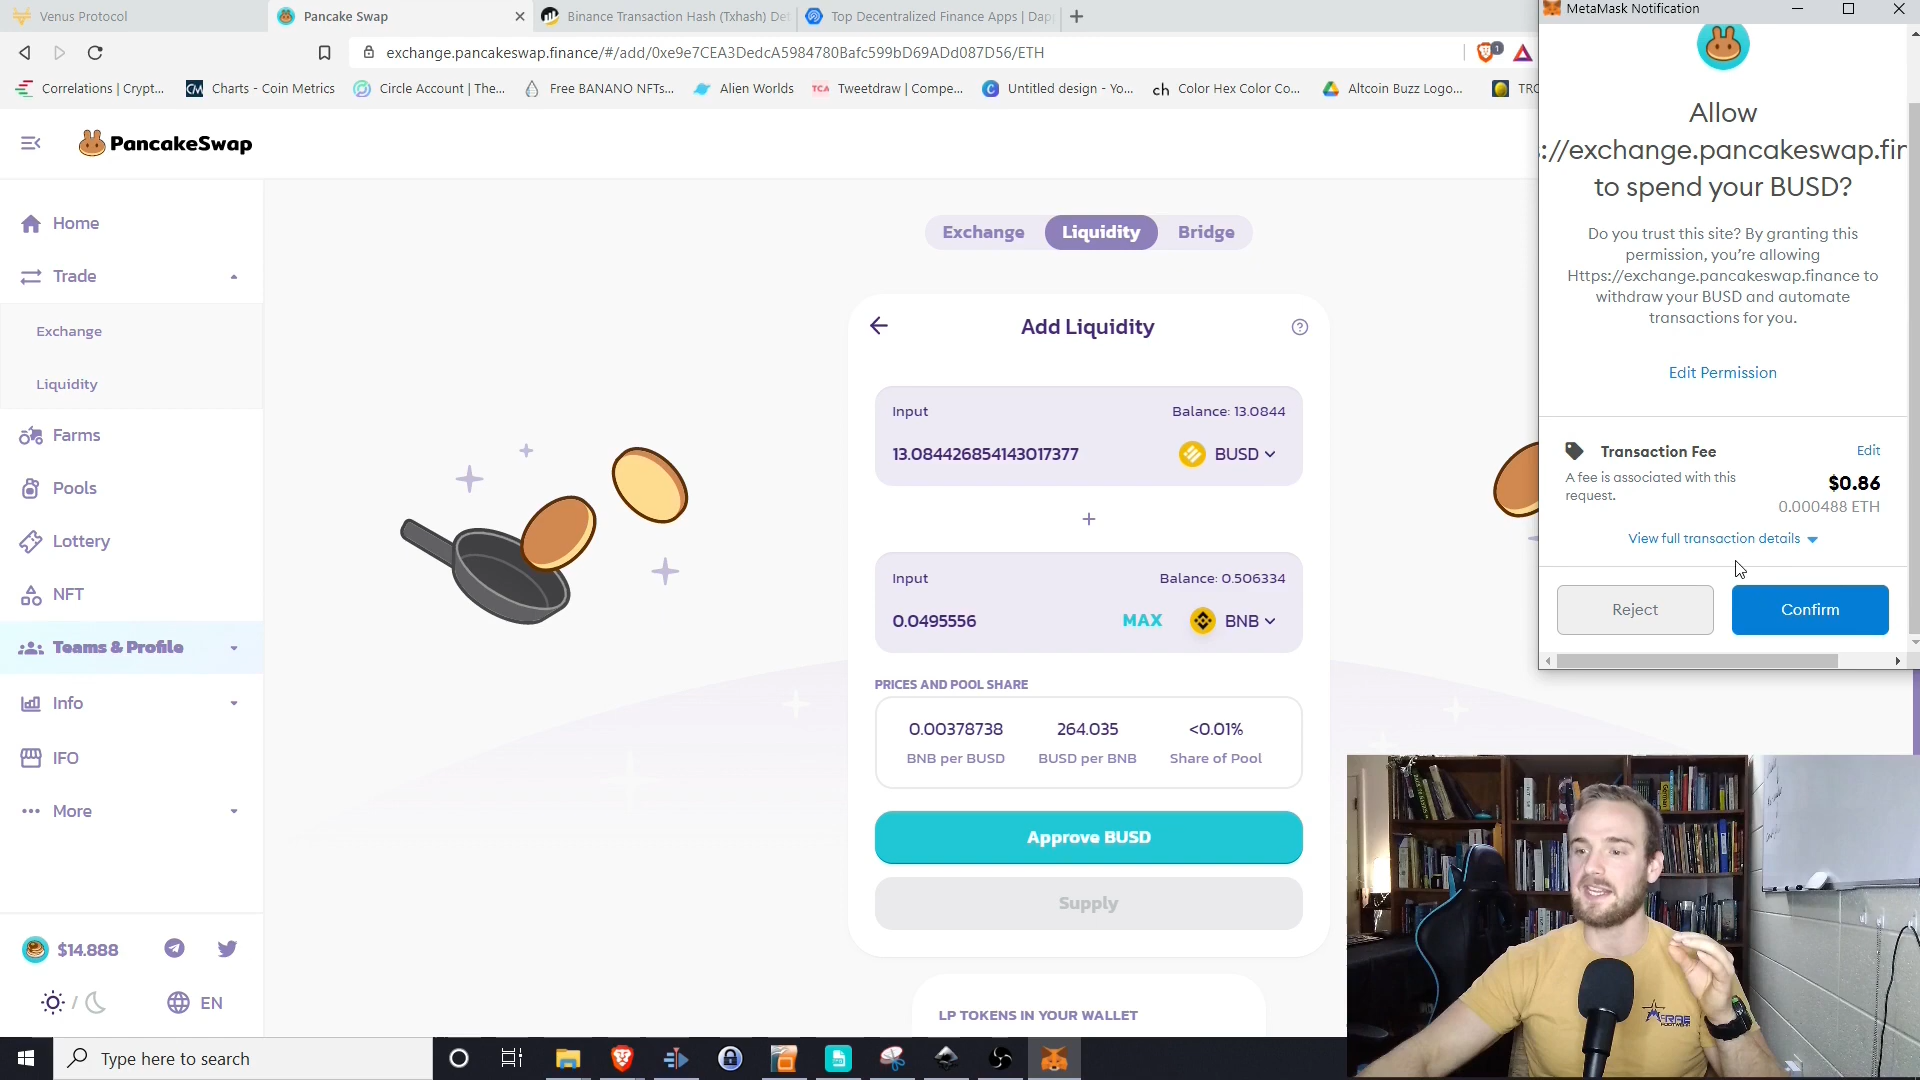 Venus Protocol
Pancake Swap
Binance Transaction Hash (Txhash) Det
Top Decentralized Finance Apps | Dap
MetaMask Notification
exchange.pancakeswap.finance/#/add/0xe9e7CEA3DedcA5984780Bafc599bD69ADd087D56/ETH
1
Correlations | Crypt...
CM
Charts - Coin Metrics
Circle Account | The...
Free BANANO NFTs...
Alien Worlds
TCA
Tweetdraw | Compe...
Untitled design - Yo...
ch
Color Hex Color Co...
Altcoin Buzz Logo...
TRO
PancakeSwap
Home
Trade
Exchange
Liquidity
Farms
Pools
Lottery
NFT
Teams & Profile
Info
IFO
More
$14.888
/
EN
Exchange
Liquidity
Bridge
Add Liquidity
?
Input
Balance: 13.0844
13.084426854143017377
BUSD
+
Input
Balance: 0.506334
0.0495556
MAX
BNB
PRICES AND POOL SHARE
0.00378738
264.035
<0.01%
BNB per BUSD
BUSD per BNB
Share of Pool
Approve BUSD
Supply
LP TOKENS IN YOUR WALLET
Allow
://exchange.pancakeswap.fin
to spend your BUSD?
Do you trust this site? By granting this
permission, you're allowing
Https://exchange.pancakeswap.finance to
withdraw your BUSD and automate
transactions for you.
Edit Permission
Transaction Fee
Edit
A fee is associated with this
request.
$0.86
0.000488 ETH
View full transaction details
Reject
Confirm
Type here to search